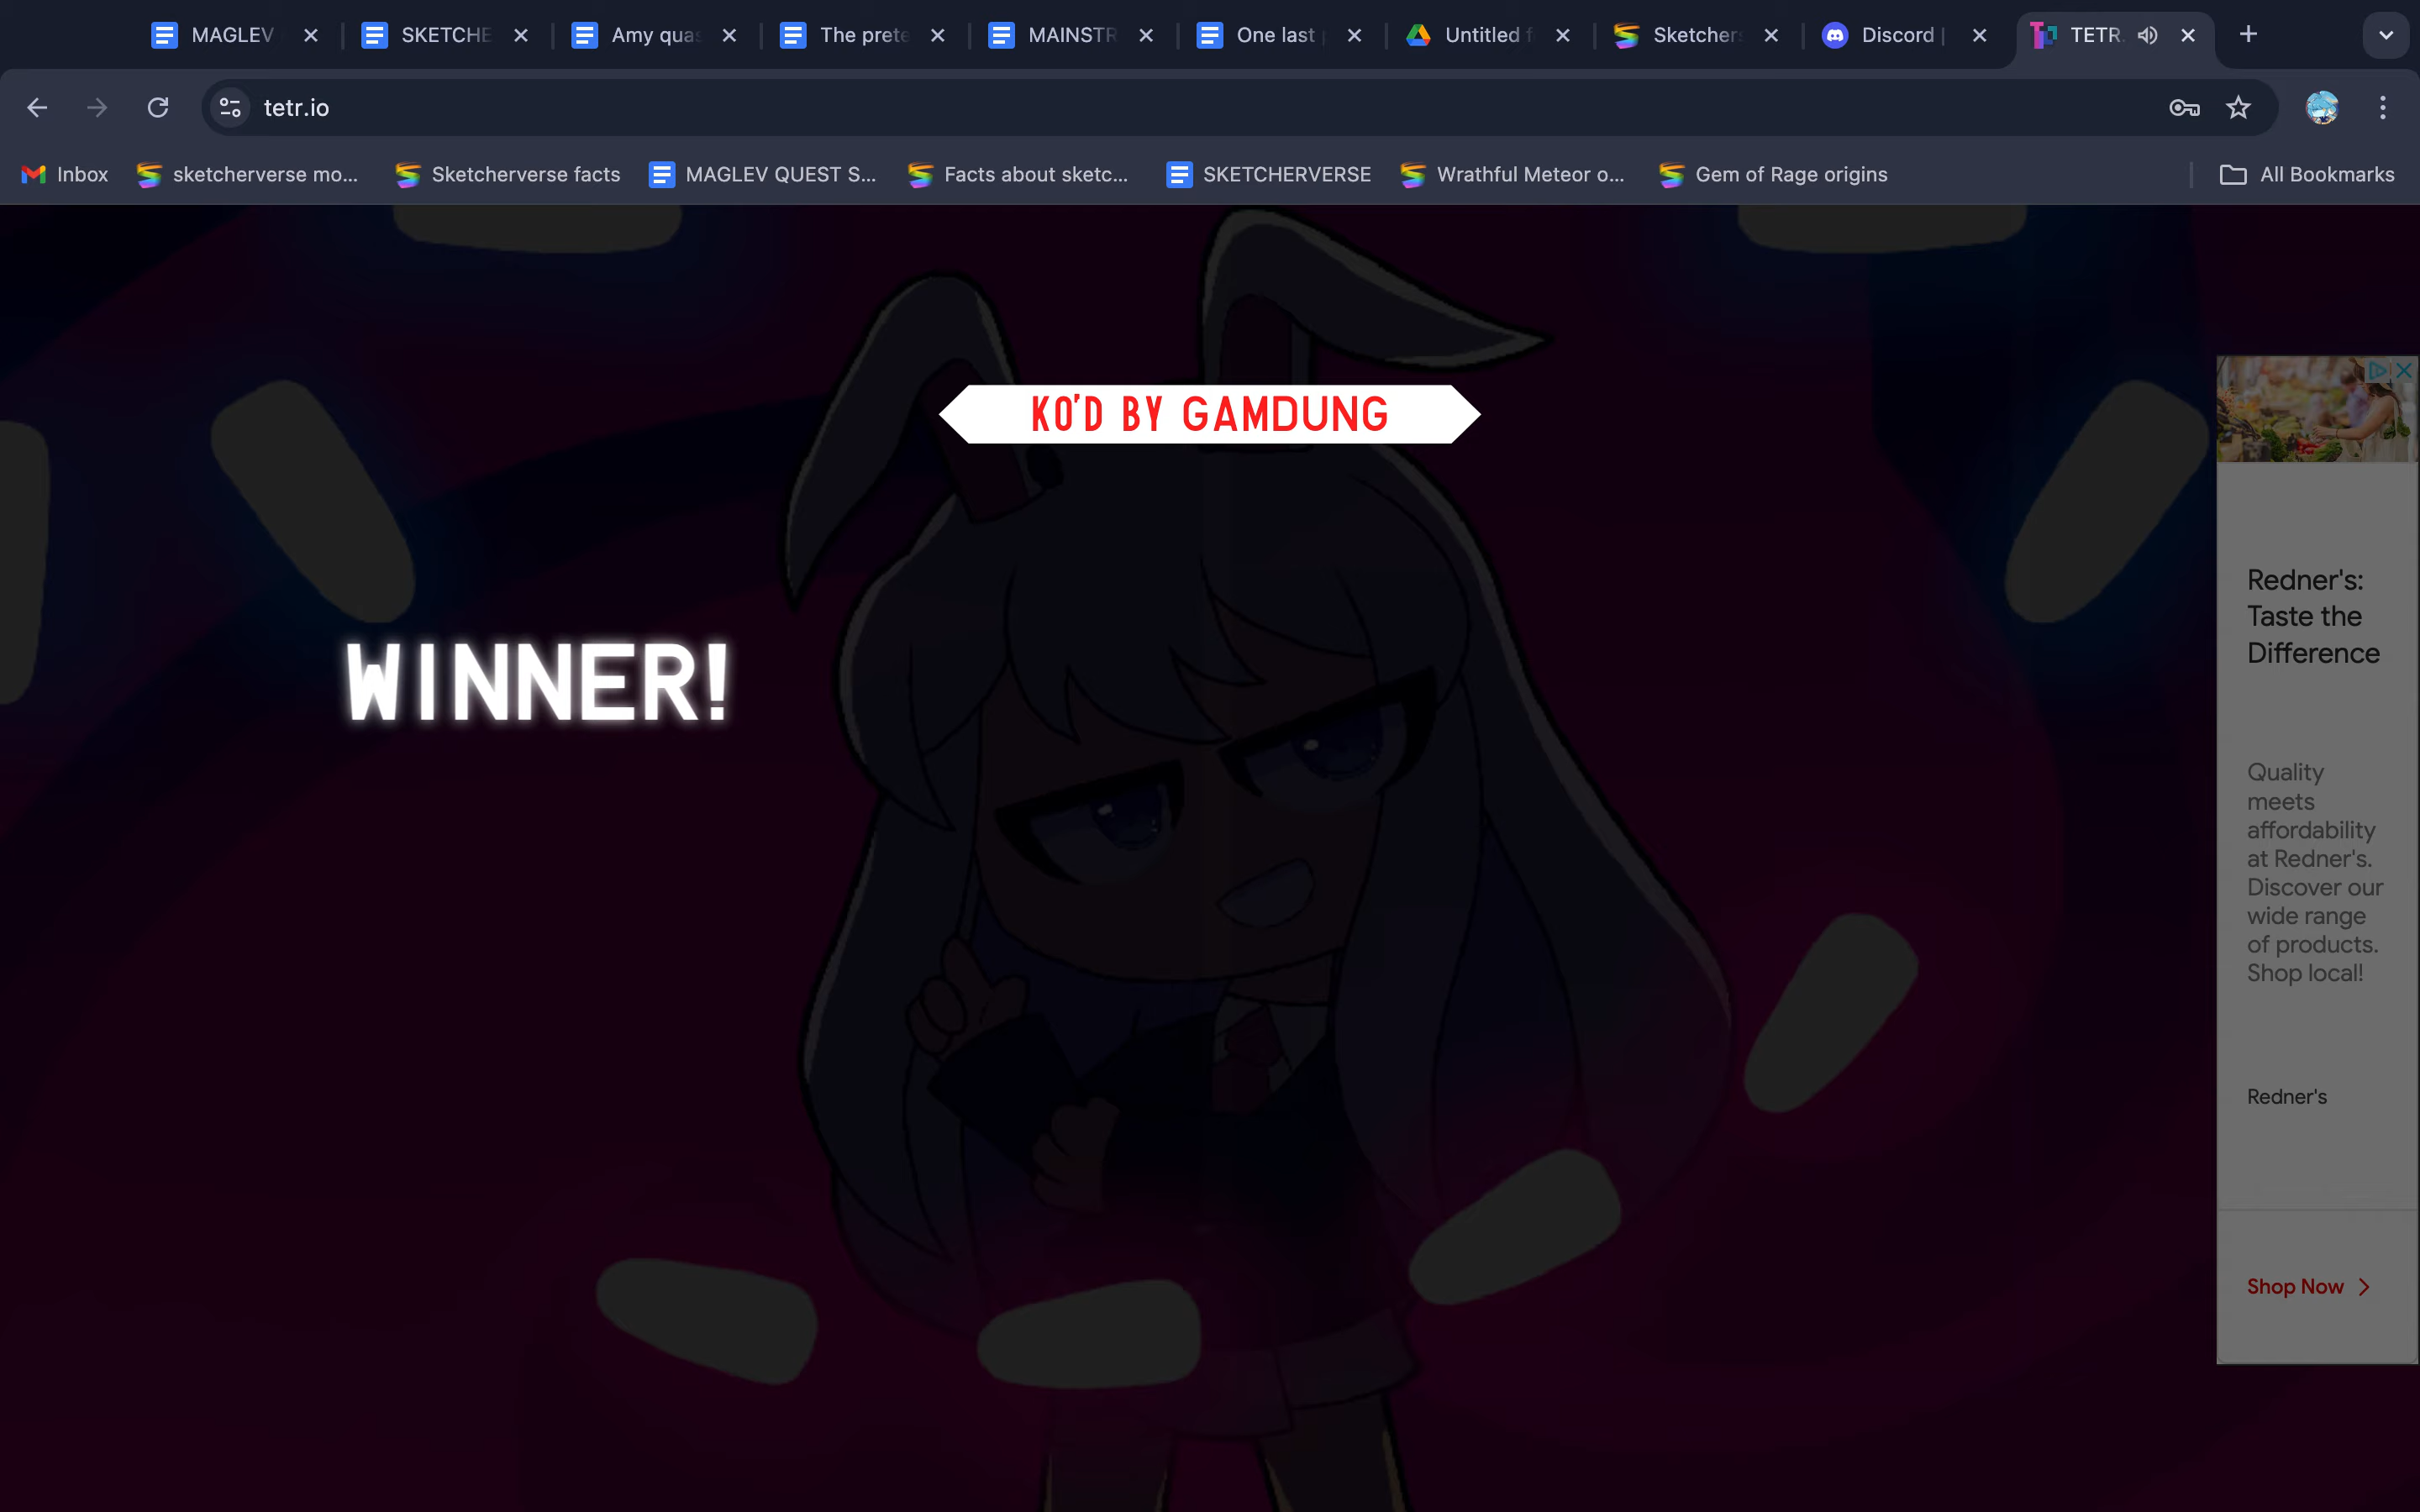 MAGLEV
SKETCHE
Amy quas
The prete
MAINSTR
One last
Untitled f
Sketchers
Discord |
TETR.
tetr.io
Inbox
sketcherverse mo...
Sketcherverse facts
MAGLEV QUEST S...
Facts about sketc...
SKETCHERVERSE
Wrathful Meteor o...
Gem of Rage origins
All Bookmarks
KO'D BY GAMDUNG
WINNER!
Redner's:
Taste the
Difference
Quality
meets
affordability
at Redner's.
Discover our
wide range
of products.
Shop local!
Redner's
Shop Now